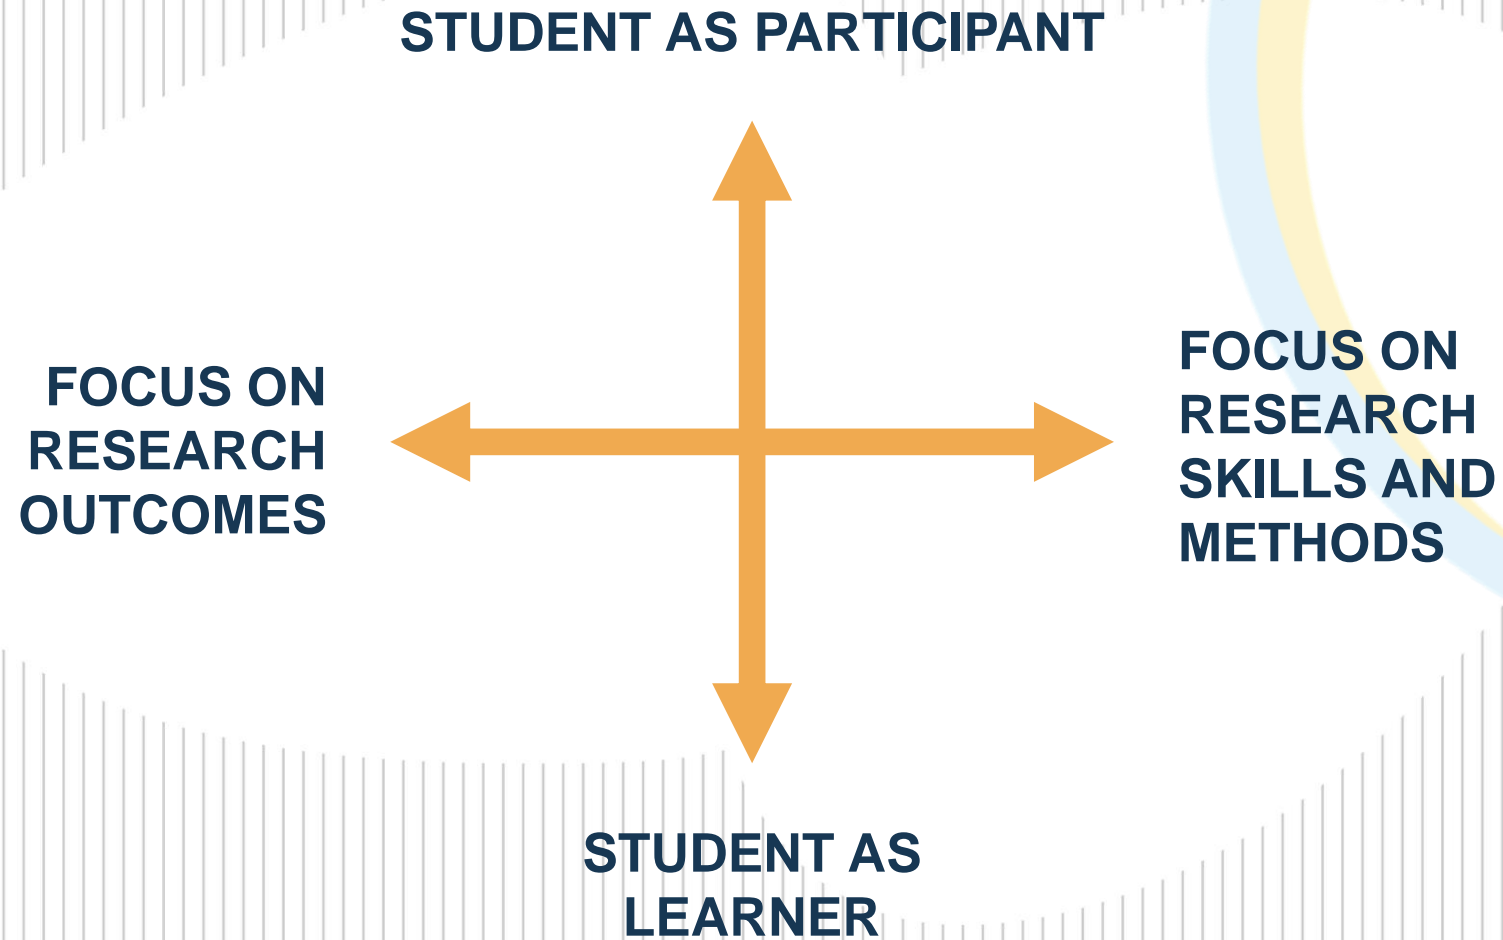 STUDENT AS PARTICIPANT
FOCUS ON
RESEARCH
OUTCOMES
FOCUS ON
RESEARCH
SKILLS AND
METHODS
STUDENT AS
LEARNER